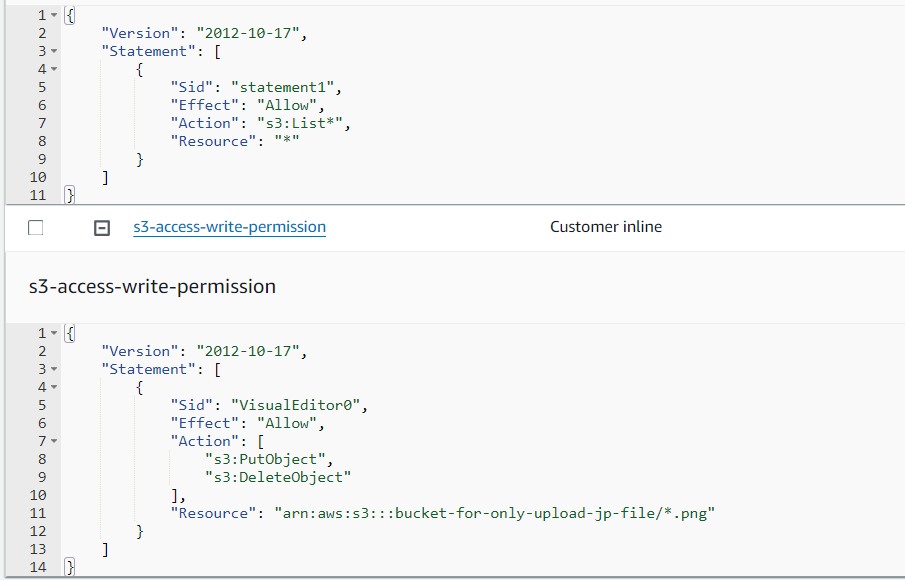 1 {
2 "Version": "2012-10-17",
3 "Statement": [
4 {
5 "Sid": "statement1",
6 "Effect": "Allow",
7 "Action": "s3:List*",
8 "Resource": "*"
9 }
10 ]
11 }
s3-access-write-permission Customer inline
s3-access-write-permission
1 {
2 "Version": "2012-10-17",
3 "Statement": [
4 {
5 "Sid": "VisualEditor0",
6 "Effect": "Allow",
7 "Action": [
8 "s3:PutObject",
9 "s3:DeleteObject"
10 ],
11 "Resource": "arn:aws:s3:::bucket-for-only-upload-jp-file/*.png"
12 }
13 ]
14 }